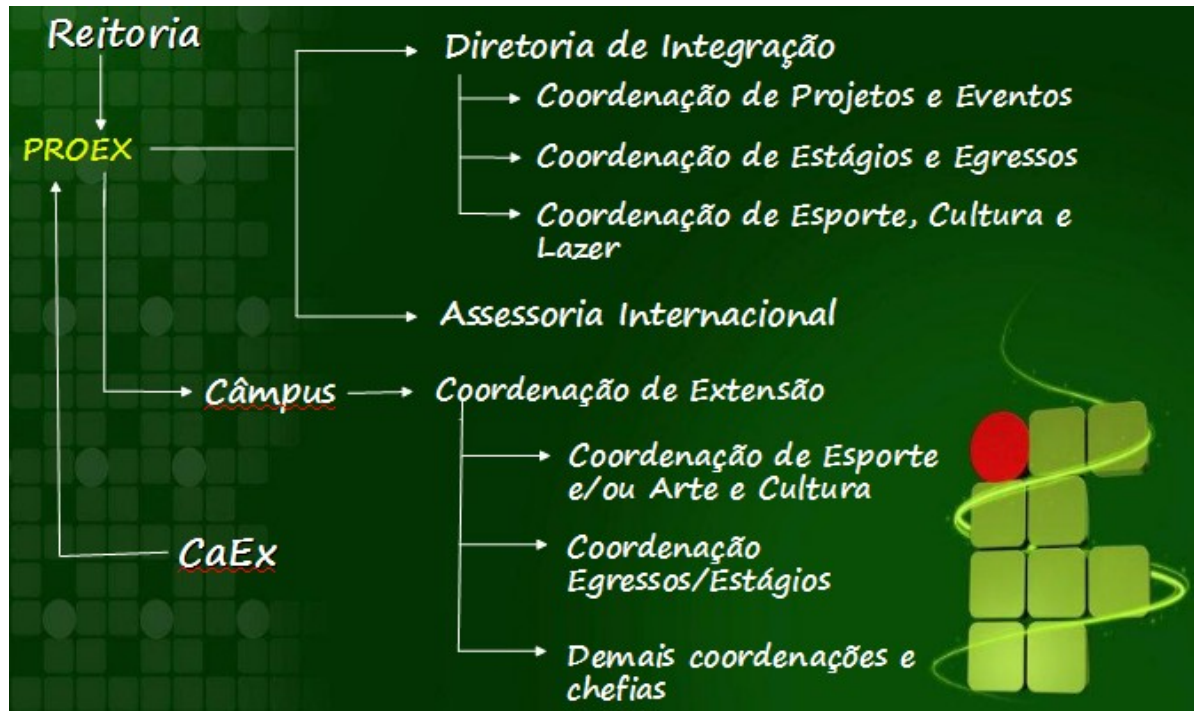 Reitoria
PROEX
Diretoria de Integração
Coordenação de Projetos e Eventos
Coordenação de Estágios e Egressos
Coordenação de Esporte, Cultura e
Lazer
Assessoria Internacional
Câmpus
Coordenação de Extensão
Coordenação de Esporte
e/ou Arte e Cultura
Coordenação
Egressos/Estágios
Demais coordenações e
chefias
CaEx